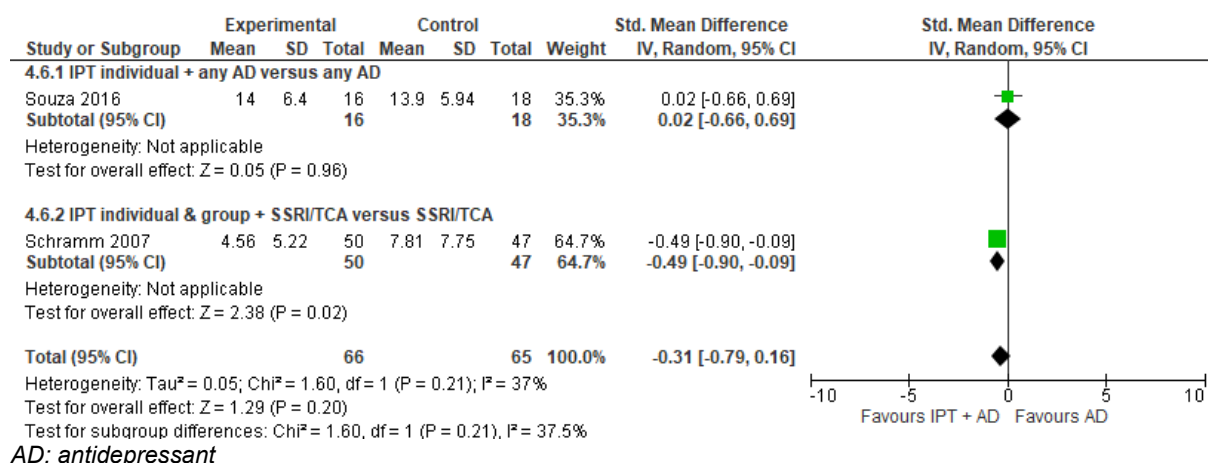 Experimental Control Std. Mean Difference Std. Mean Difference
Study or Subgroup Mean SD Total Mean SD Total Weight IV, Random, 95% CI IV, Random, 95% CI
4.6.1 IPT individual + any AD versus any AD
Souza 2016 14 6.4 16 13.9 5.94 18 35.3% 0.02 [-0.66, 0.69]
Subtotal (95% CI) 16 18 35.3% 0.02 [-0.66, 0.69]
Heterogeneity: Not applicable
Test for overall effect: Z = 0.05 (P = 0.96)
4.6.2 IPT individual & group + SSRI/TCA versus SSRI/TCA
Schramm 2007 4.56 5.22 50 7.81 7.75 47 64.7% -0.49 [-0.90, -0.09]
Subtotal (95% CI) 50 47 64.7% -0.49 [-0.90, -0.09]
Heterogeneity: Not applicable
Test for overall effect: Z = 2.38 (P = 0.02)
Total (95% CI) 66 65 100.0% -0.31 [-0.79, 0.16]
Heterogeneity: Tau² = 0.05; Chi² = 1.60, df = 1 (P = 0.21); I² = 37%
Test for overall effect: Z = 1.29 (P = 0.20)
Test for subgroup differences: Chi² = 1.60, df = 1 (P = 0.21), I² = 37.5%
-10 -5 0 5 10
Favours IPT + AD Favours AD
AD: antidepressant